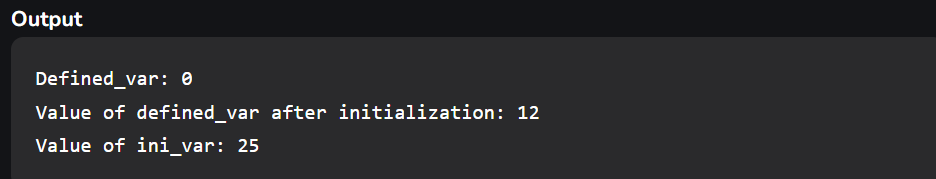 Output
Defined_var: 0
Value of defined_var after initialization: 12
Value of ini_var: 25